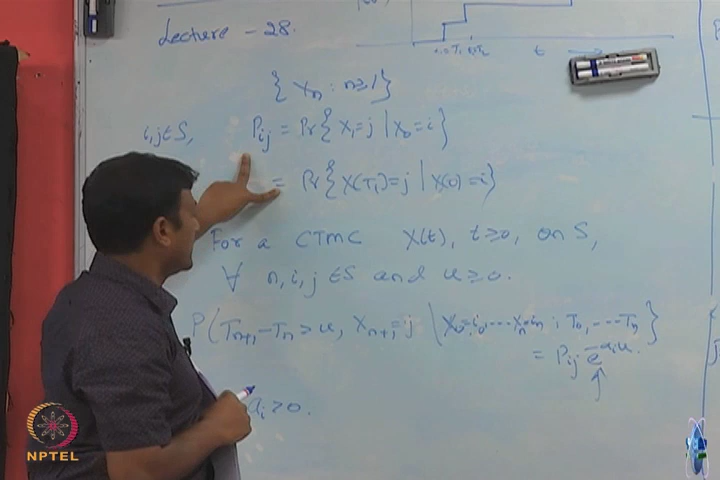 Lecture - 28.
t
{ Xn : n≥1 }
i,j∈S, Pij = Pr{ X1=j | X0=i }
= Pr{ X(T1)=j | X(0)=i }
For a CTMC X(t), t≥0, on S,
∀ n, i, j ∈ S and u≥0.
P( Tn+1-Tn > u, Xn+1=j | X0=i0, ... Xn=in ; T0, ... Tn }
= Pij e^-aiu.
ai>0.
NPTEL